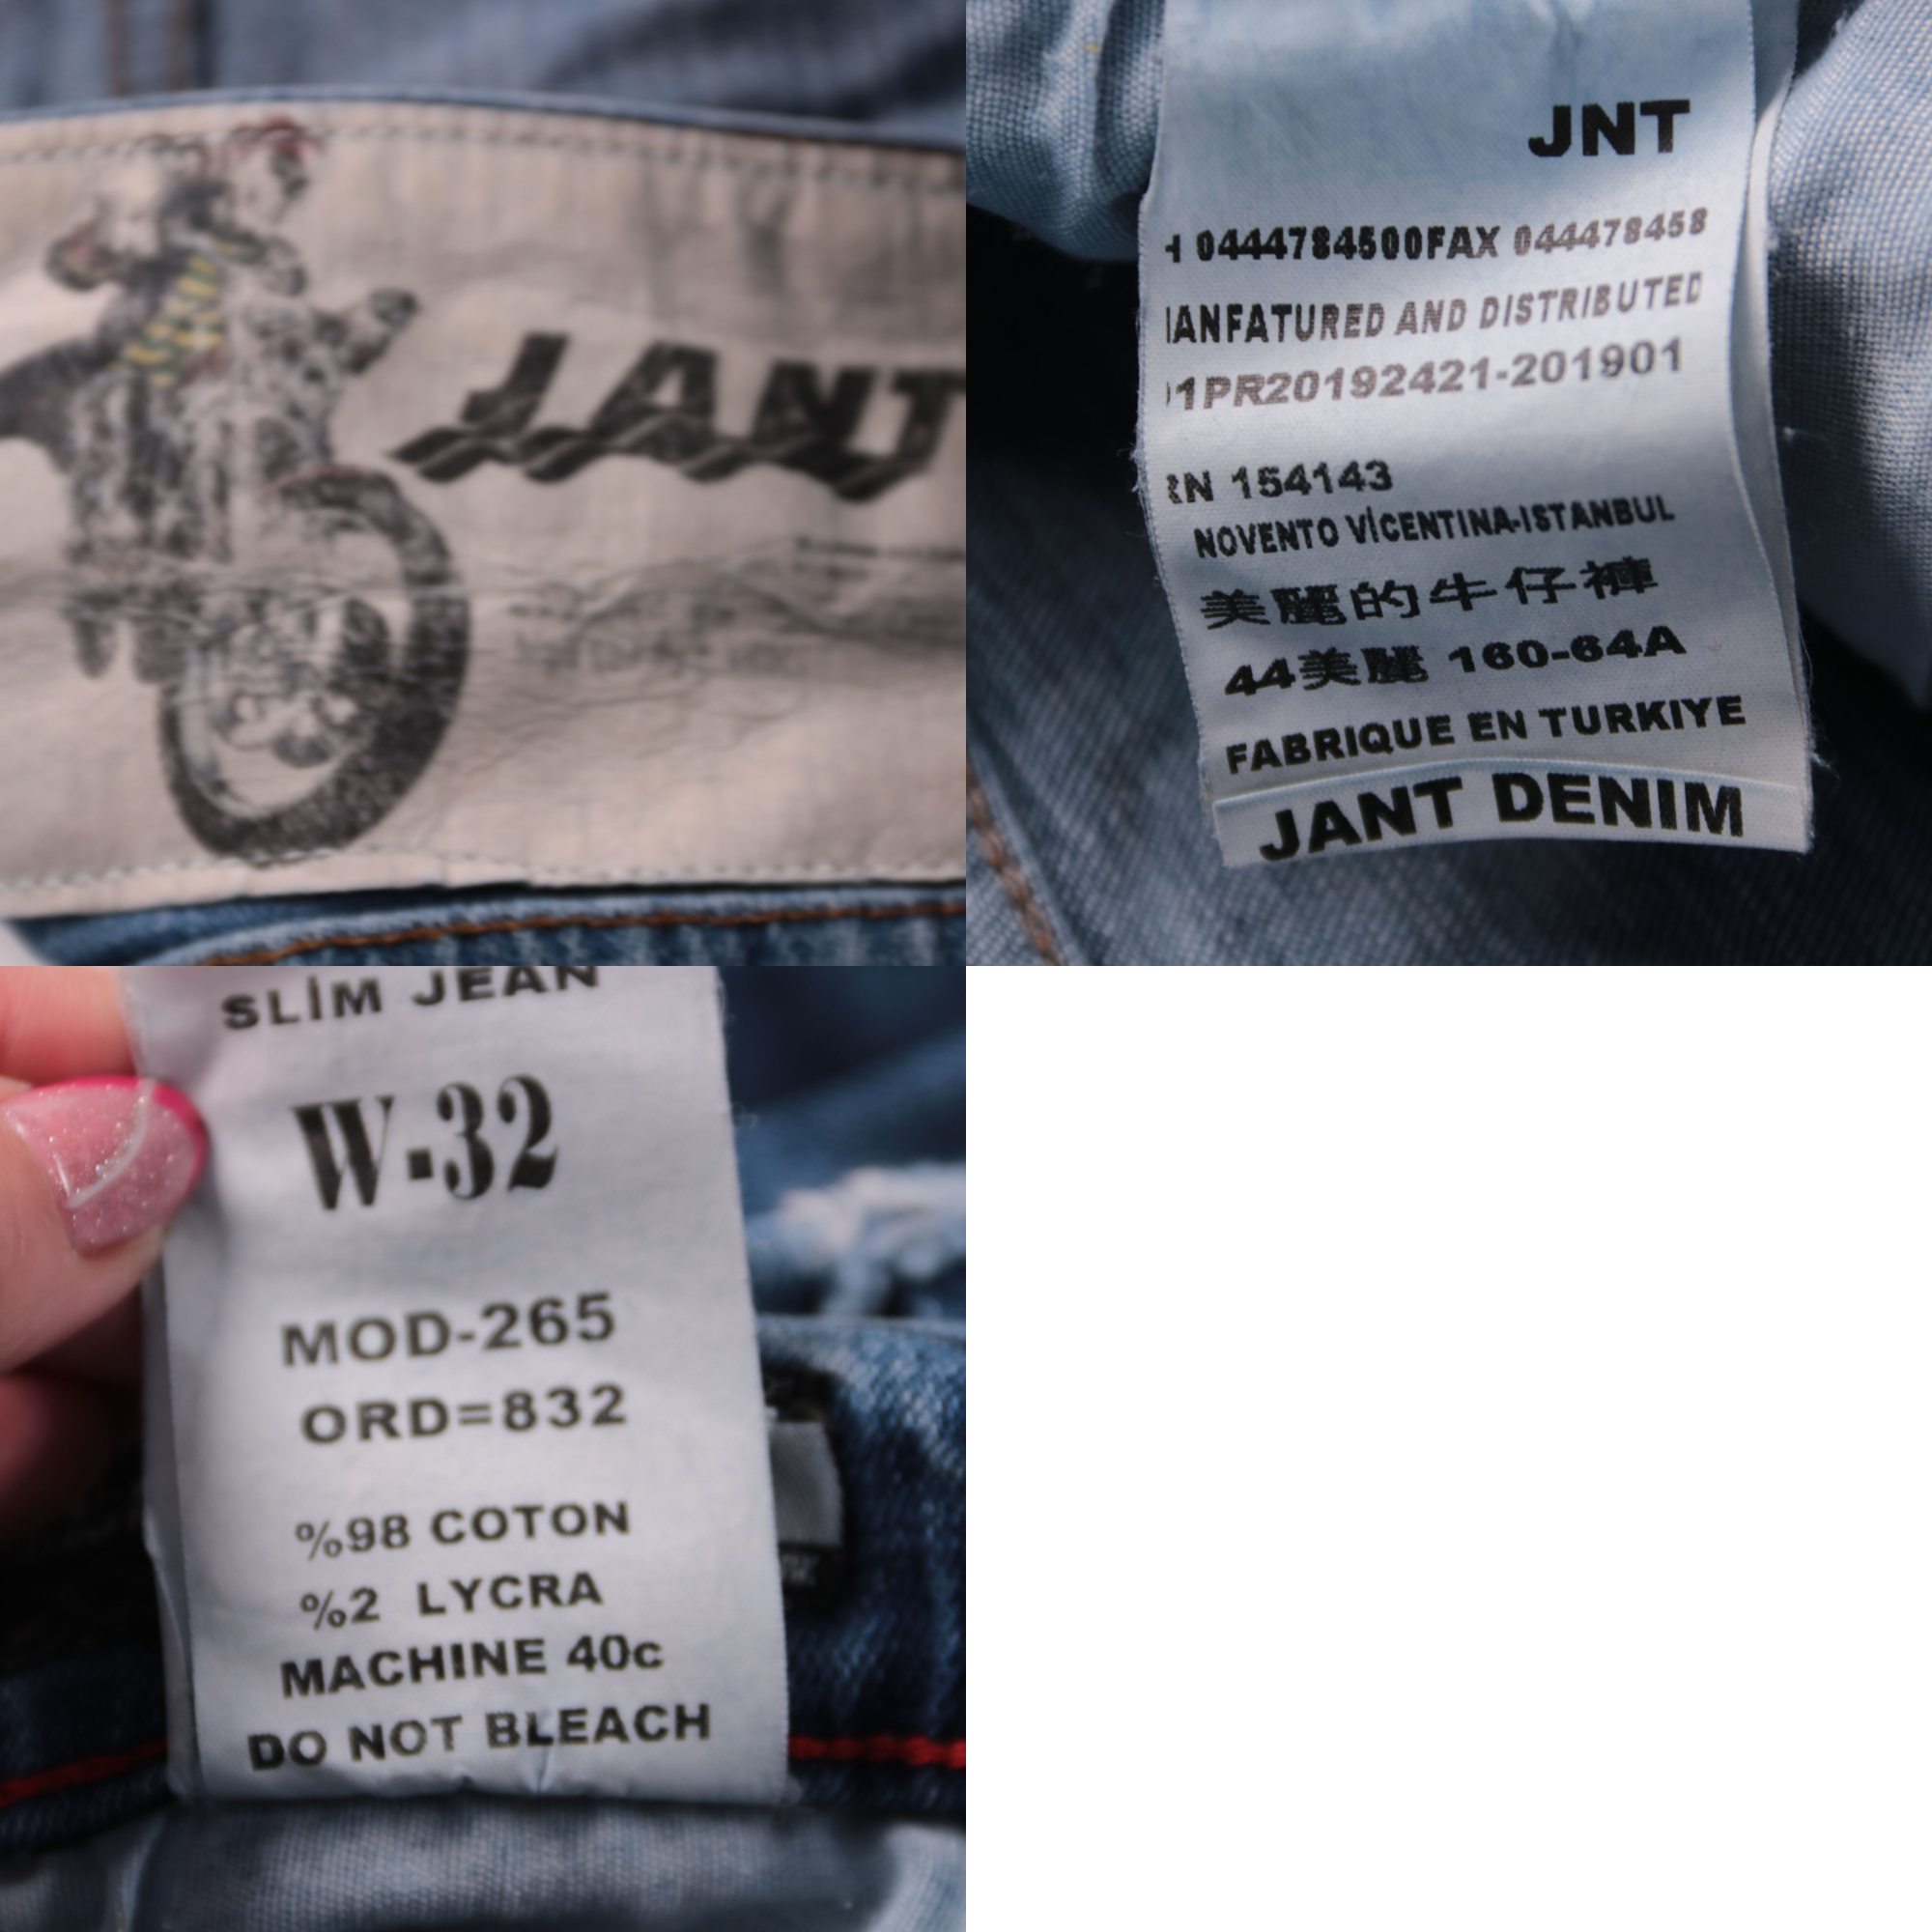 JANT
JNT
0444784500FAX 044478458
ANFATURED AND DISTRIBUTED
1PR20192421-201901
N 154143
NOVENTO VİCENTINA-ISTANBUL
美麗的牛仔褲
44美麗 160-64A
FABRIQUE EN TURKIYE
JANT DENIM
SLİM JEAN
W-32
MOD-265
ORD=832
%98 COTON
%2 LYCRA
MACHINE 40c
DO NOT BLEACH